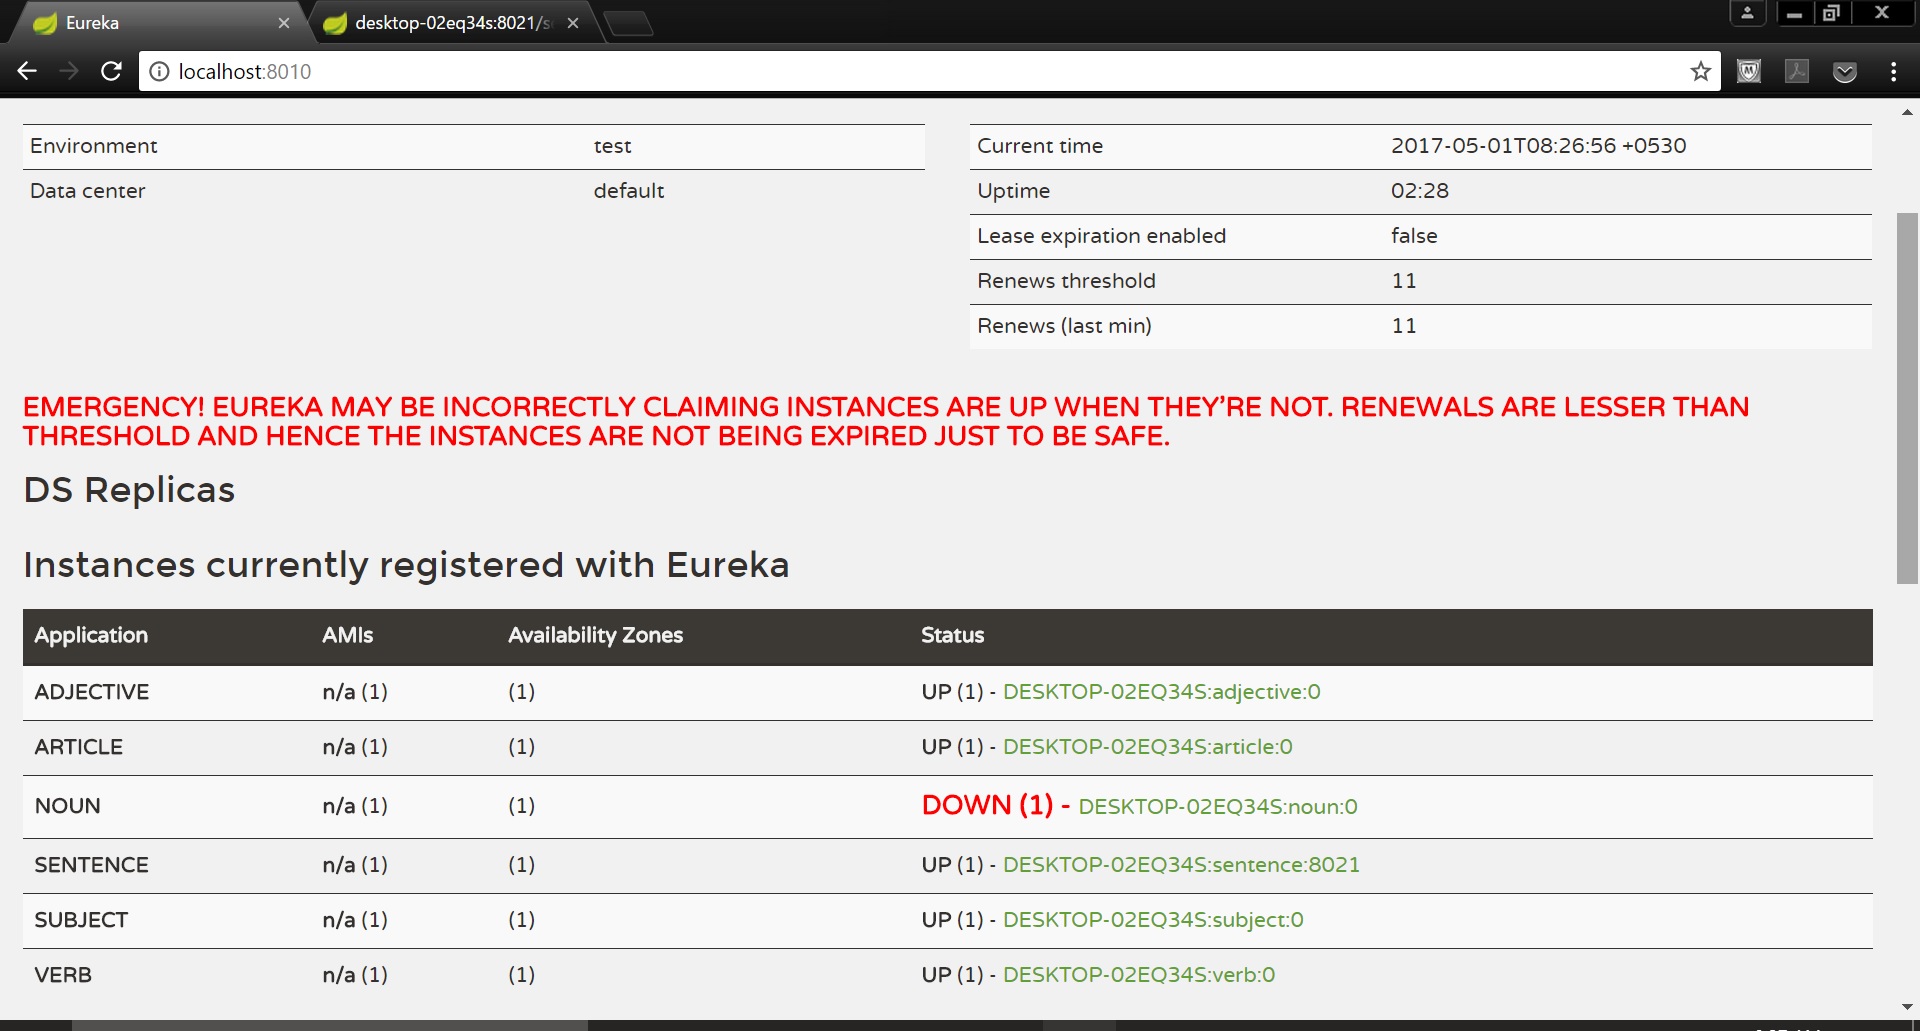 Eureka
desktop-02eq34s:8021/s
localhost:8010
Environment test
Data center default
Current time 2017-05-01T08:26:56 +0530
Uptime 02:28
Lease expiration enabled false
Renews threshold 11
Renews (last min) 11
EMERGENCY! EUREKA MAY BE INCORRECTLY CLAIMING INSTANCES ARE UP WHEN THEY'RE NOT. RENEWALS ARE LESSER THAN
THRESHOLD AND HENCE THE INSTANCES ARE NOT BEING EXPIRED JUST TO BE SAFE.
DS Replicas
Instances currently registered with Eureka
Application AMIs Availability Zones Status
ADJECTIVE n/a (1) (1) UP (1) - DESKTOP-02EQ34S:adjective:0
ARTICLE n/a (1) (1) UP (1) - DESKTOP-02EQ34S:article:0
NOUN n/a (1) (1) DOWN (1) - DESKTOP-02EQ34S:noun:0
SENTENCE n/a (1) (1) UP (1) - DESKTOP-02EQ34S:sentence:8021
SUBJECT n/a (1) (1) UP (1) - DESKTOP-02EQ34S:subject:0
VERB n/a (1) (1) UP (1) - DESKTOP-02EQ34S:verb:0